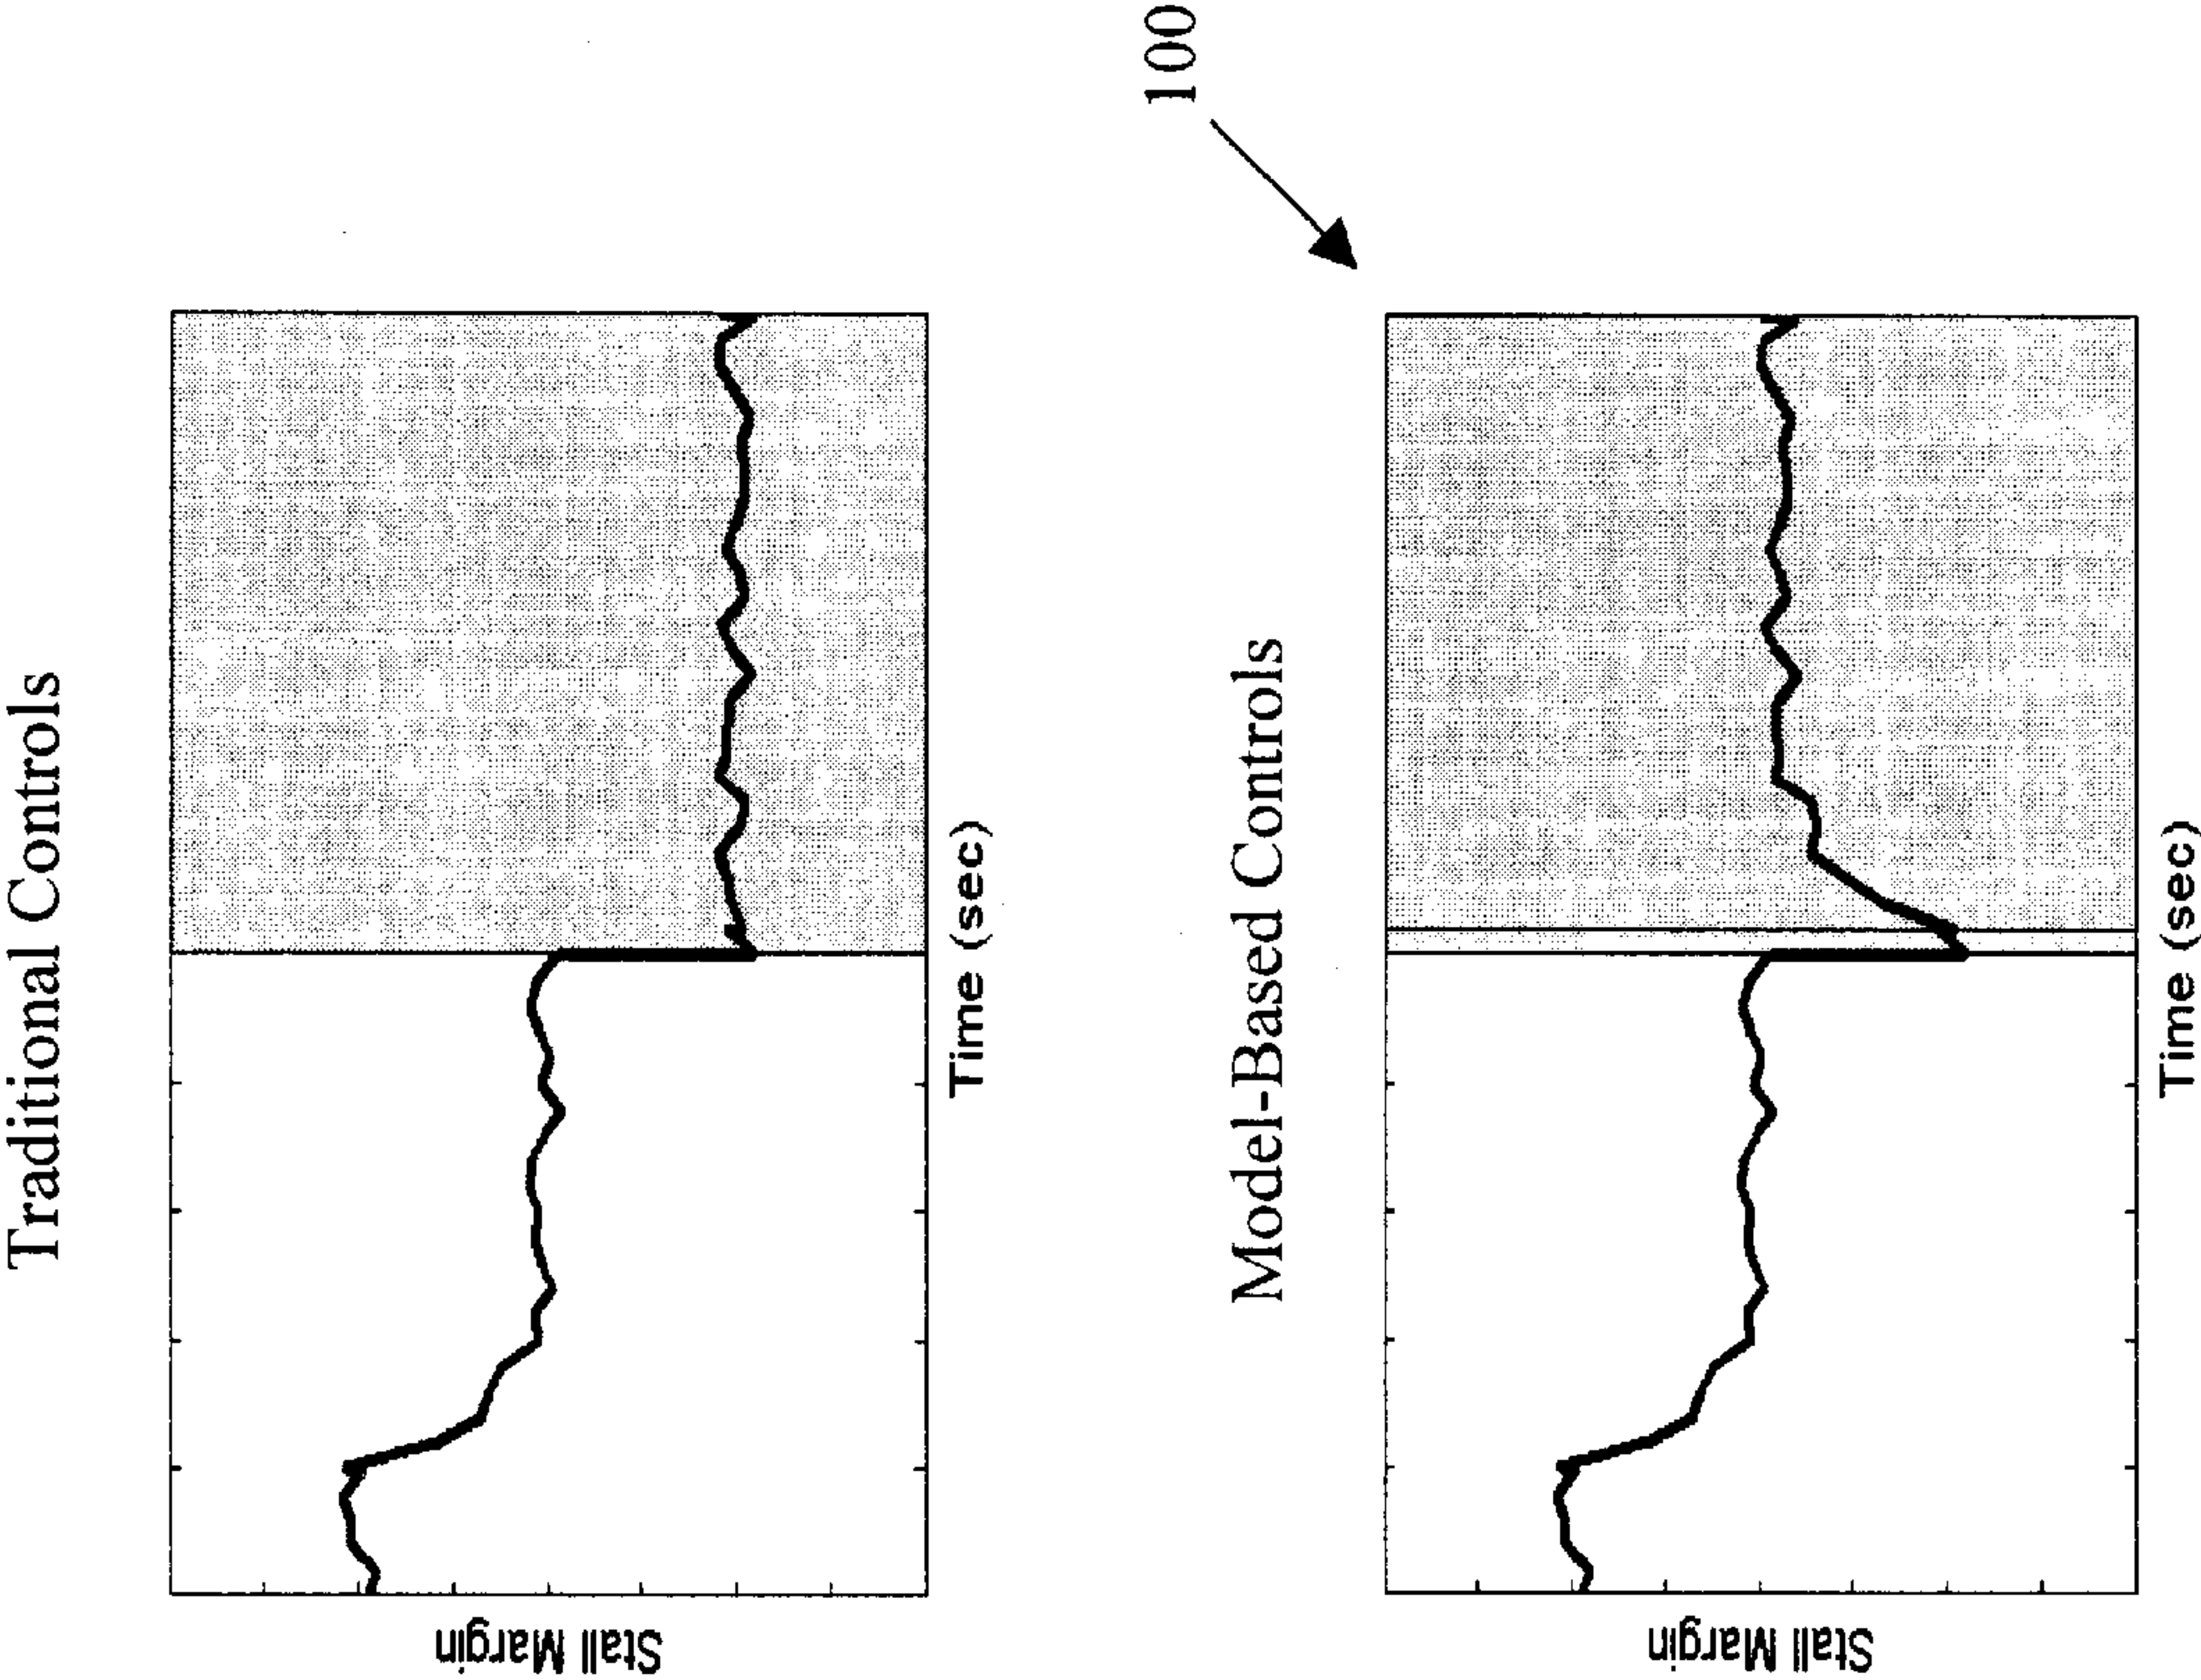 Traditional Controls
Stall Margin
Time (sec)
Model-Based Controls
100
Stall Margin
Time (sec)